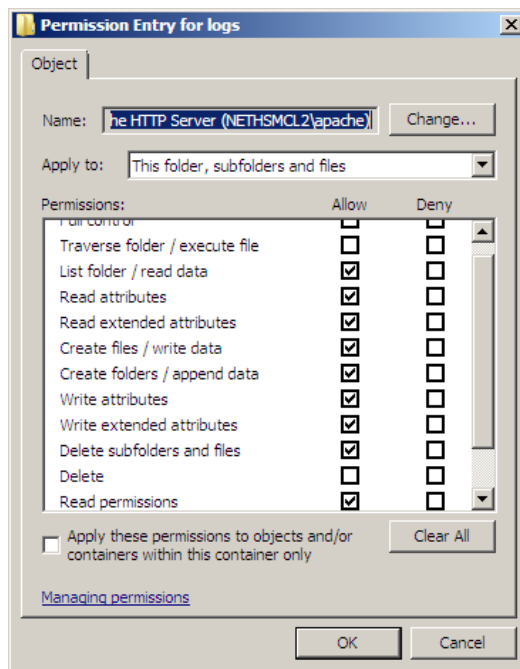 Permission Entry for logs
Object
Name: he HTTP Server (NETHSMCL2\apache) Change...
Apply to: This folder, subfolders and files
Permissions: Allow Deny
Full control
Traverse folder / execute file
List folder / read data
Read attributes
Read extended attributes
Create files / write data
Create folders / append data
Write attributes
Write extended attributes
Delete subfolders and files
Delete
Read permissions
Apply these permissions to objects and/or Clear All
containers within this container only
Managing permissions
OK Cancel